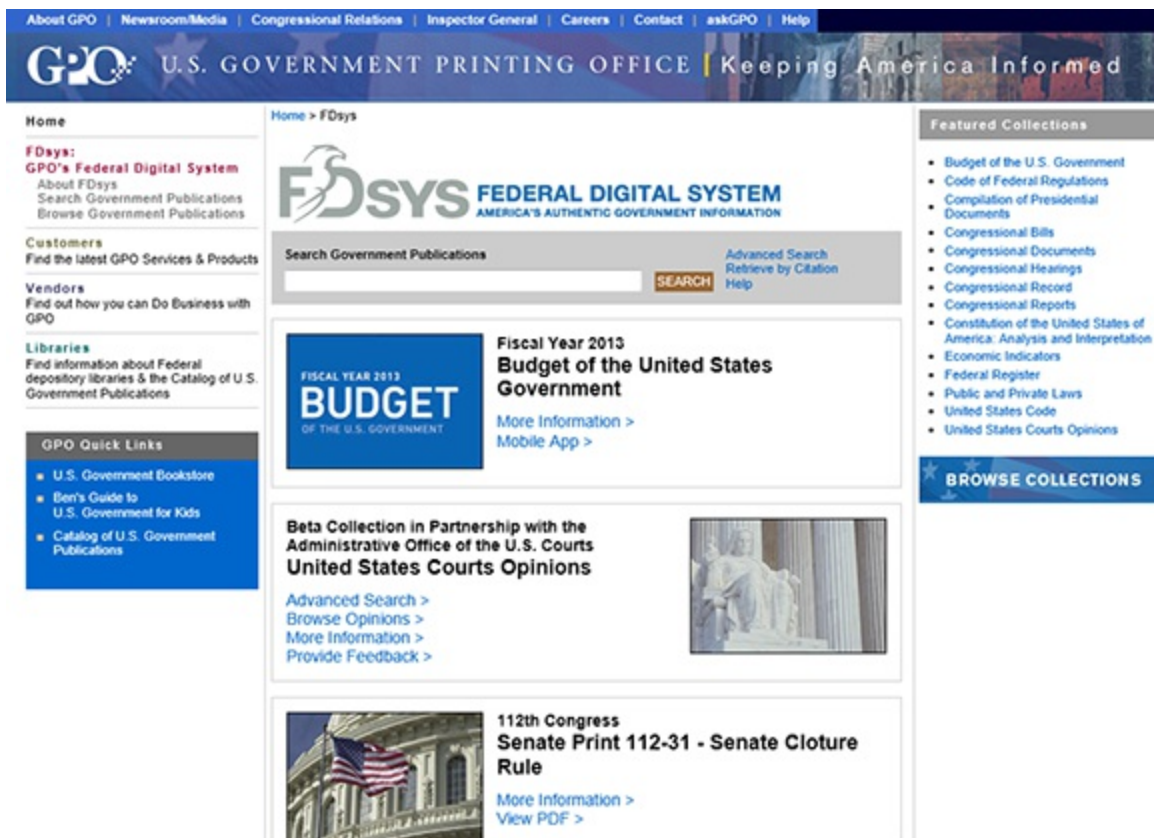 About GPO | Newsroom/Media | Congressional Relations | Inspector General | Careers | Contact | askGPO | Help
GPO U.S. GOVERNMENT PRINTING OFFICE | Keeping America Informed
Home
FDsys:
GPO's Federal Digital System
About FDsys
Search Government Publications
Browse Government Publications
Customers
Find the latest GPO Services & Products
Vendors
Find out how you can Do Business with
GPO
Libraries
Find information about Federal
depository libraries & the Catalog of U.S.
Government Publications
GPO Quick Links
U.S. Government Bookstore
Ben's Guide to
U.S. Government for Kids
Catalog of U.S. Government
Publications
Home > FDsys
FDSYS FEDERAL DIGITAL SYSTEM
AMERICA'S AUTHENTIC GOVERNMENT INFORMATION
Search Government Publications
SEARCH
Advanced Search
Retrieve by Citation
Help
FISCAL YEAR 2013
BUDGET
OF THE U.S. GOVERNMENT
Fiscal Year 2013
Budget of the United States
Government
More Information >
Mobile App >
Beta Collection in Partnership with the
Administrative Office of the U.S. Courts
United States Courts Opinions
Advanced Search >
Browse Opinions >
More Information >
Provide Feedback >
112th Congress
Senate Print 112-31 - Senate Cloture
Rule
More Information >
View PDF >
Featured Collections
Budget of the U.S. Government
Code of Federal Regulations
Compilation of Presidential
Documents
Congressional Bills
Congressional Documents
Congressional Hearings
Congressional Record
Congressional Reports
Constitution of the United States of
America: Analysis and Interpretation
Economic Indicators
Federal Register
Public and Private Laws
United States Code
United States Courts Opinions
BROWSE COLLECTIONS